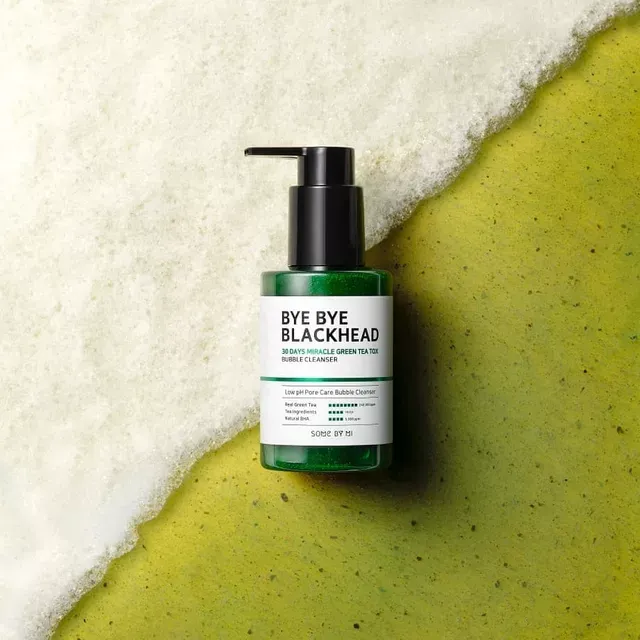 BYE BYE
BLACKHEAD
30 DAYS MIRACLE GREEN TEA TOX
BUBBLE CLEANSER
Low pH Pore Care Bubble Cleanser
Real Green Tea
Tea Ingredients
Natural BHA
SOME BY MI